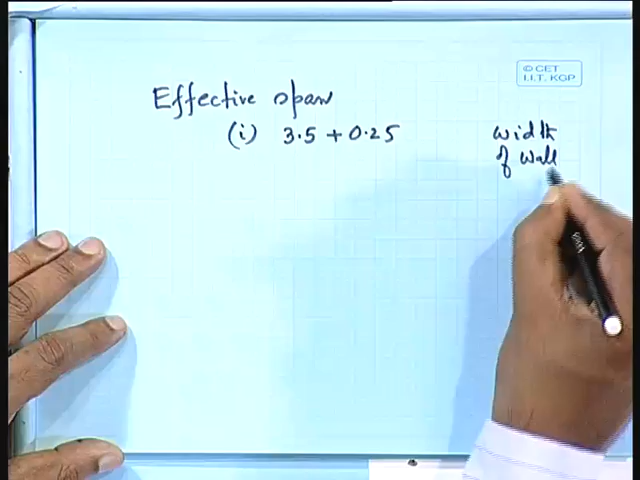 © CET
I.I.T. KGP
Effective span
(i) 3.5 + 0.25
width
of wall